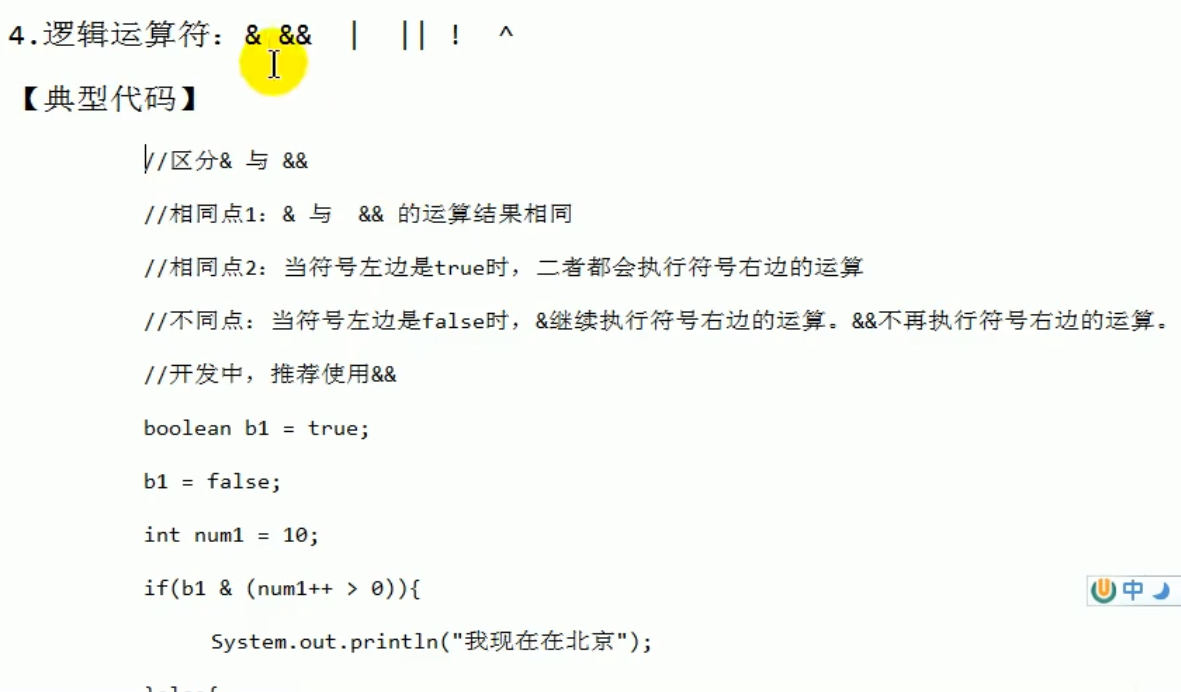 4.逻辑运算符：& && | || ! ^
【典型代码】
//区分& 与 &&
//相同点1：& 与 && 的运算结果相同
//相同点2：当符号左边是true时，二者都会执行符号右边的运算
//不同点：当符号左边是false时，&继续执行符号右边的运算。&&不再执行符号右边的运算。
//开发中，推荐使用&&
boolean b1 = true;
b1 = false;
int num1 = 10;
if(b1 & (num1++ > 0)){
中
System.out.println("我现在在北京");
}else{